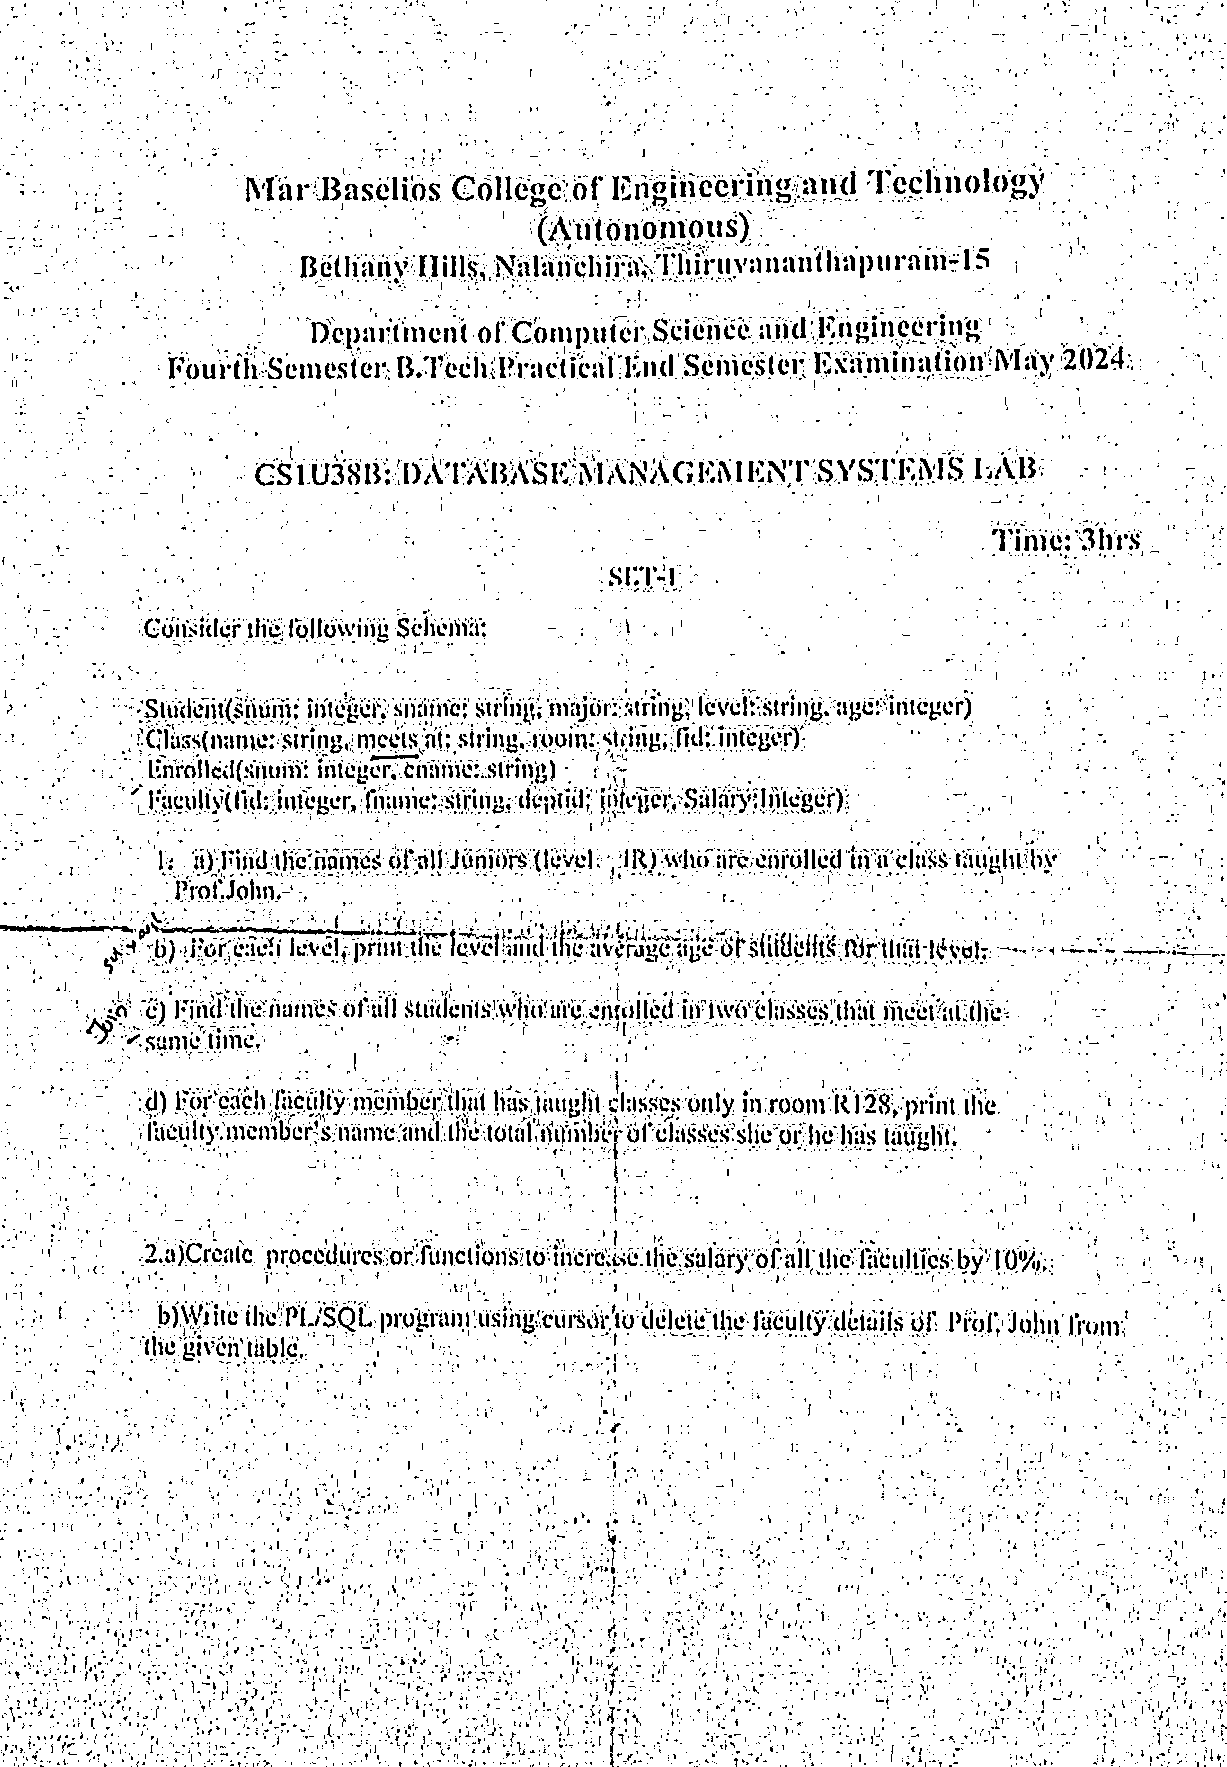 Mar Baselios College of Engineering and Technology
(Autonomous)
Bethany Hills, Nalanchira, Thiruvananthapuram-15
Department of Computer Science and Engineering
Fourth Semester B.Tech Practical End Semester Examination May 2024
CS1U38B: DATABASE MANAGEMENT SYSTEMS LAB
Time: 3hrs
SET-I
Consider the following Schema:
Student(snum: integer, sname: string, major: string, level: string, age: integer)
Class(name: string, meets at: string, room: string, fid: integer)
Enrolled(snum: integer, cname: string)
Faculty(fid: integer, fname: string, deptid: integer, Salary:Integer)
1. a) Find the names of all Juniors (level JR) who are enrolled in a class taught by
Prof.John.
b) For each level, print the level and the average age of students for that level.
Join c) Find the names of all students who are enrolled in two classes that meet at the
same time.
d) For each faculty member that has taught classes only in room R128, print the
faculty member's name and the total number of classes she or he has taught.
2.a)Create procedures or functions to increase the salary of all the faculties by 10%.
b)Write the PL/SQL program using cursor to delete the faculty details of Prof. John from
the given table.